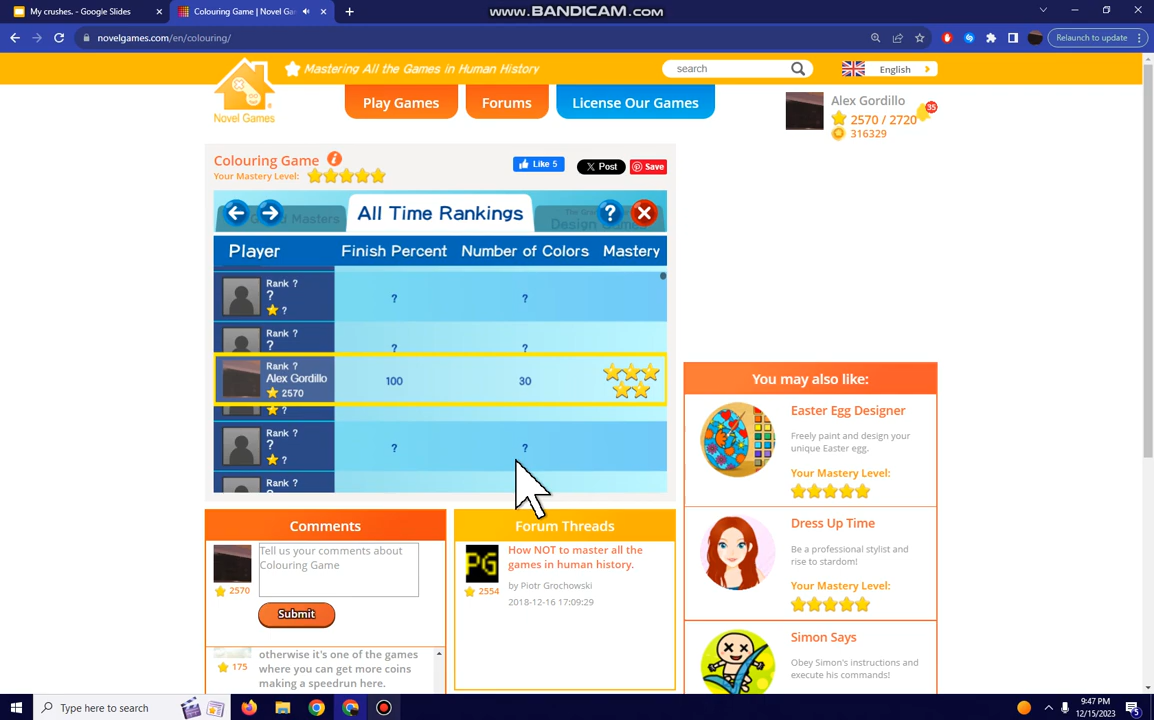 My crushes. - Google Slides
Colouring Game | Novel Ga
www.BANDICAM.com
novelgames.com/en/colouring/
Relaunch to update
Mastering All the Games in Human History
search
English
Novel Games
Play Games
Forums
License Our Games
Alex Gordillo
35
2570 / 2720
316329
Colouring Game
Your Mastery Level:
Like 5
Post
Save
All Time Rankings
Masters
Design
Player
Finish Percent
Number of Colors
Mastery
Rank ?
?
?
?
?
Rank ?
?
?
?
Rank ?
Alex Gordillo
2570
100
30
?
Rank ?
?
?
?
?
You may also like:
Easter Egg Designer
Freely paint and design your
unique Easter egg.
Your Mastery Level:
Dress Up Time
Be a professional stylist and
rise to stardom!
Your Mastery Level:
Simon Says
Obey Simon's instructions and
execute his commands!
Comments
Tell us your comments about
Colouring Game
2570
Submit
otherwise it's one of the games
where you can get more coins
making a speedrun here.
175
Forum Threads
PG
2554
How NOT to master all the
games in human history.
by Piotr Grochowski
2018-12-16 17:09:29
Type here to search
9:47 PM
12/15/2023
5